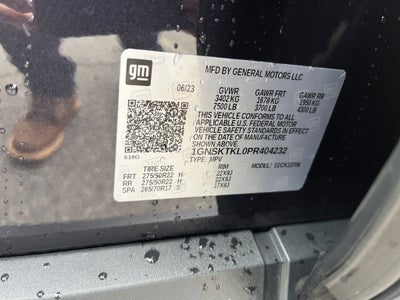 gm
MFD BY GENERAL MOTORS LLC
06/23 GVWR GAWR FRT GAWR RR
3402 KG 1678 KG 1950 KG
7500 LB 3700 LB 4300 LB
THIS VEHICLE CONFORMS TO ALL
APPLICABLE U.S. FEDERAL MOTOR
VEHICLE SAFETY STANDARDS IN EFFECT
ON THE DATE OF MANUFACTURE
SHOWN ABOVE.
1GNSKTKL0PR404232
TYPE: MPV
TIRE SIZE RIM
FRT 275/50R22 H 22X9J
RR 275/50R22 H 22X9J
SPA 265/70R17 S 17X8J